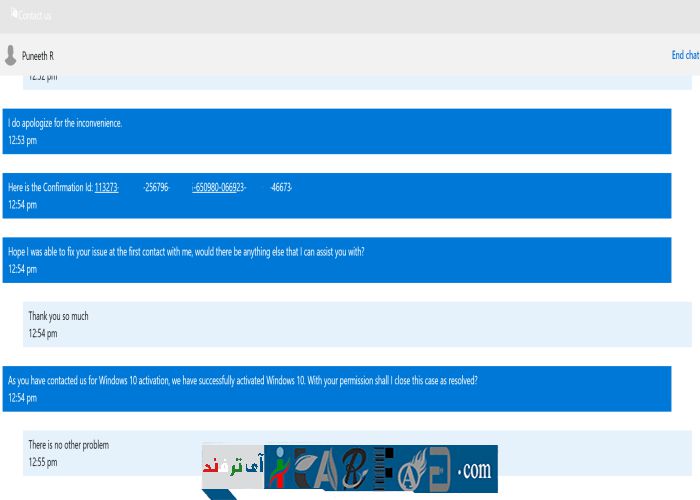 Contact us
Puneeth R
End chat
12:52 pm
I do apologize for the inconvenience.
12:53 pm
Here is the Confirmation Id: 113273- -256796- -650980-066923- -46673
12:54 pm
Hope I was able to fix your issue at the first contact with me, would there be anything else that I can assist you with?
12:54 pm
Thank you so much
12:54 pm
As you have contacted us for Windows 10 activation, we have successfully activated Windows 10. With your permission shall I close this case as resolved?
12:54 pm
There is no other problem
12:55 pm
آی ترفند
.com